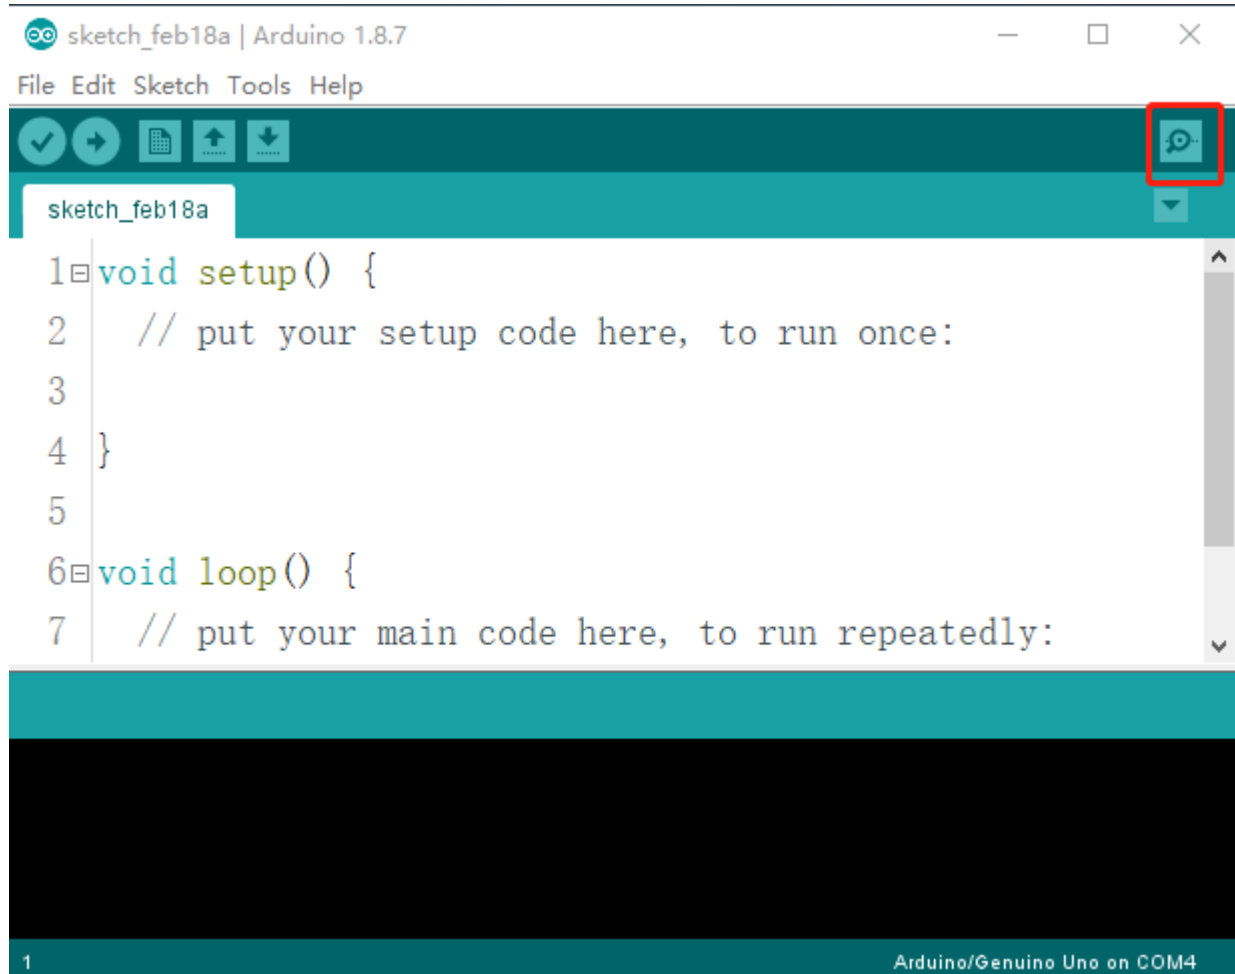 sketch_feb18a | Arduino 1.8.7
File Edit Sketch Tools Help
sketch_feb18a
1 void setup() {
2 // put your setup code here, to run once:
3
4 }
5
6 void loop() {
7 // put your main code here, to run repeatedly:
1 Arduino/Genuino Uno on COM4